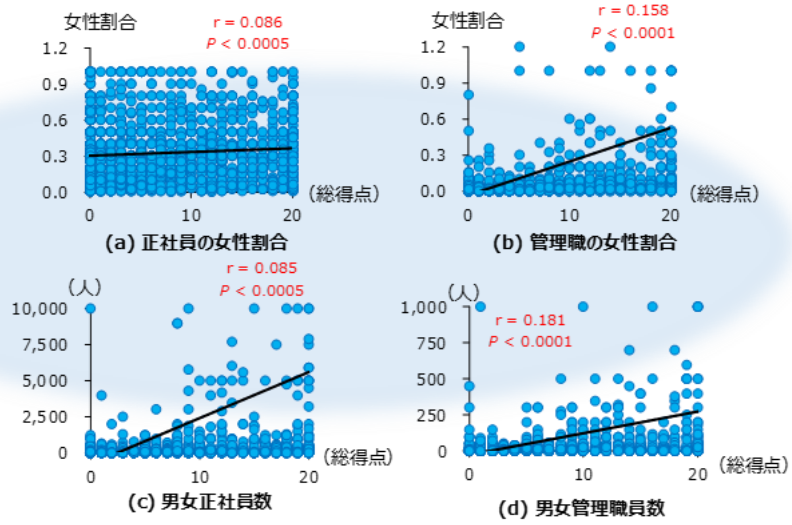 女性割合
r = 0.086
P < 0.0005
1.2
0.9
0.6
0.3
0.0
0
10
20
(総得点)
(a) 正社員の女性割合
女性割合
r = 0.158
P < 0.0001
1.2
0.9
0.6
0.3
0.0
0
10
20
(総得点)
(b) 管理職の女性割合
(人)
r = 0.085
P < 0.0005
10,000
7,500
5,000
2,500
0
0
10
20
(c) 男女正社員数
(人)
r = 0.181
P < 0.0001
1,000
750
500
250
0
0
10
20
(総得点)
(d) 男女管理職員数